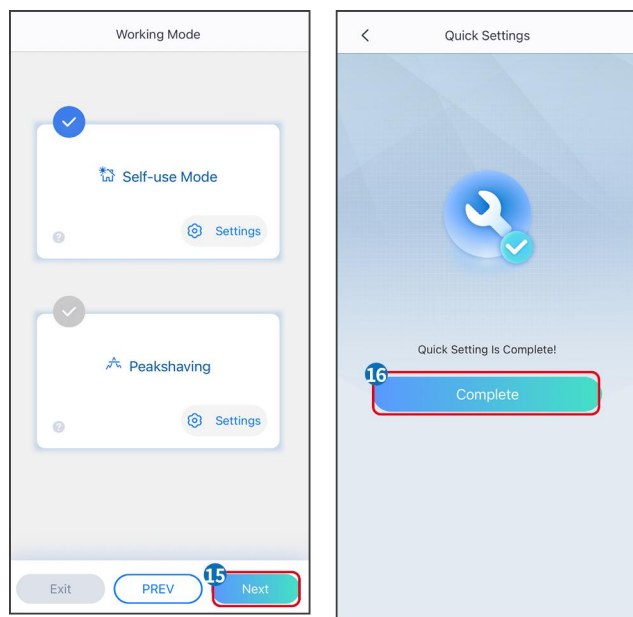 Working Mode
Self-use Mode
?
Settings
Peakshaving
?
Settings
Exit
PREV
15
Next
Quick Settings
Quick Setting Is Complete!
16
Complete